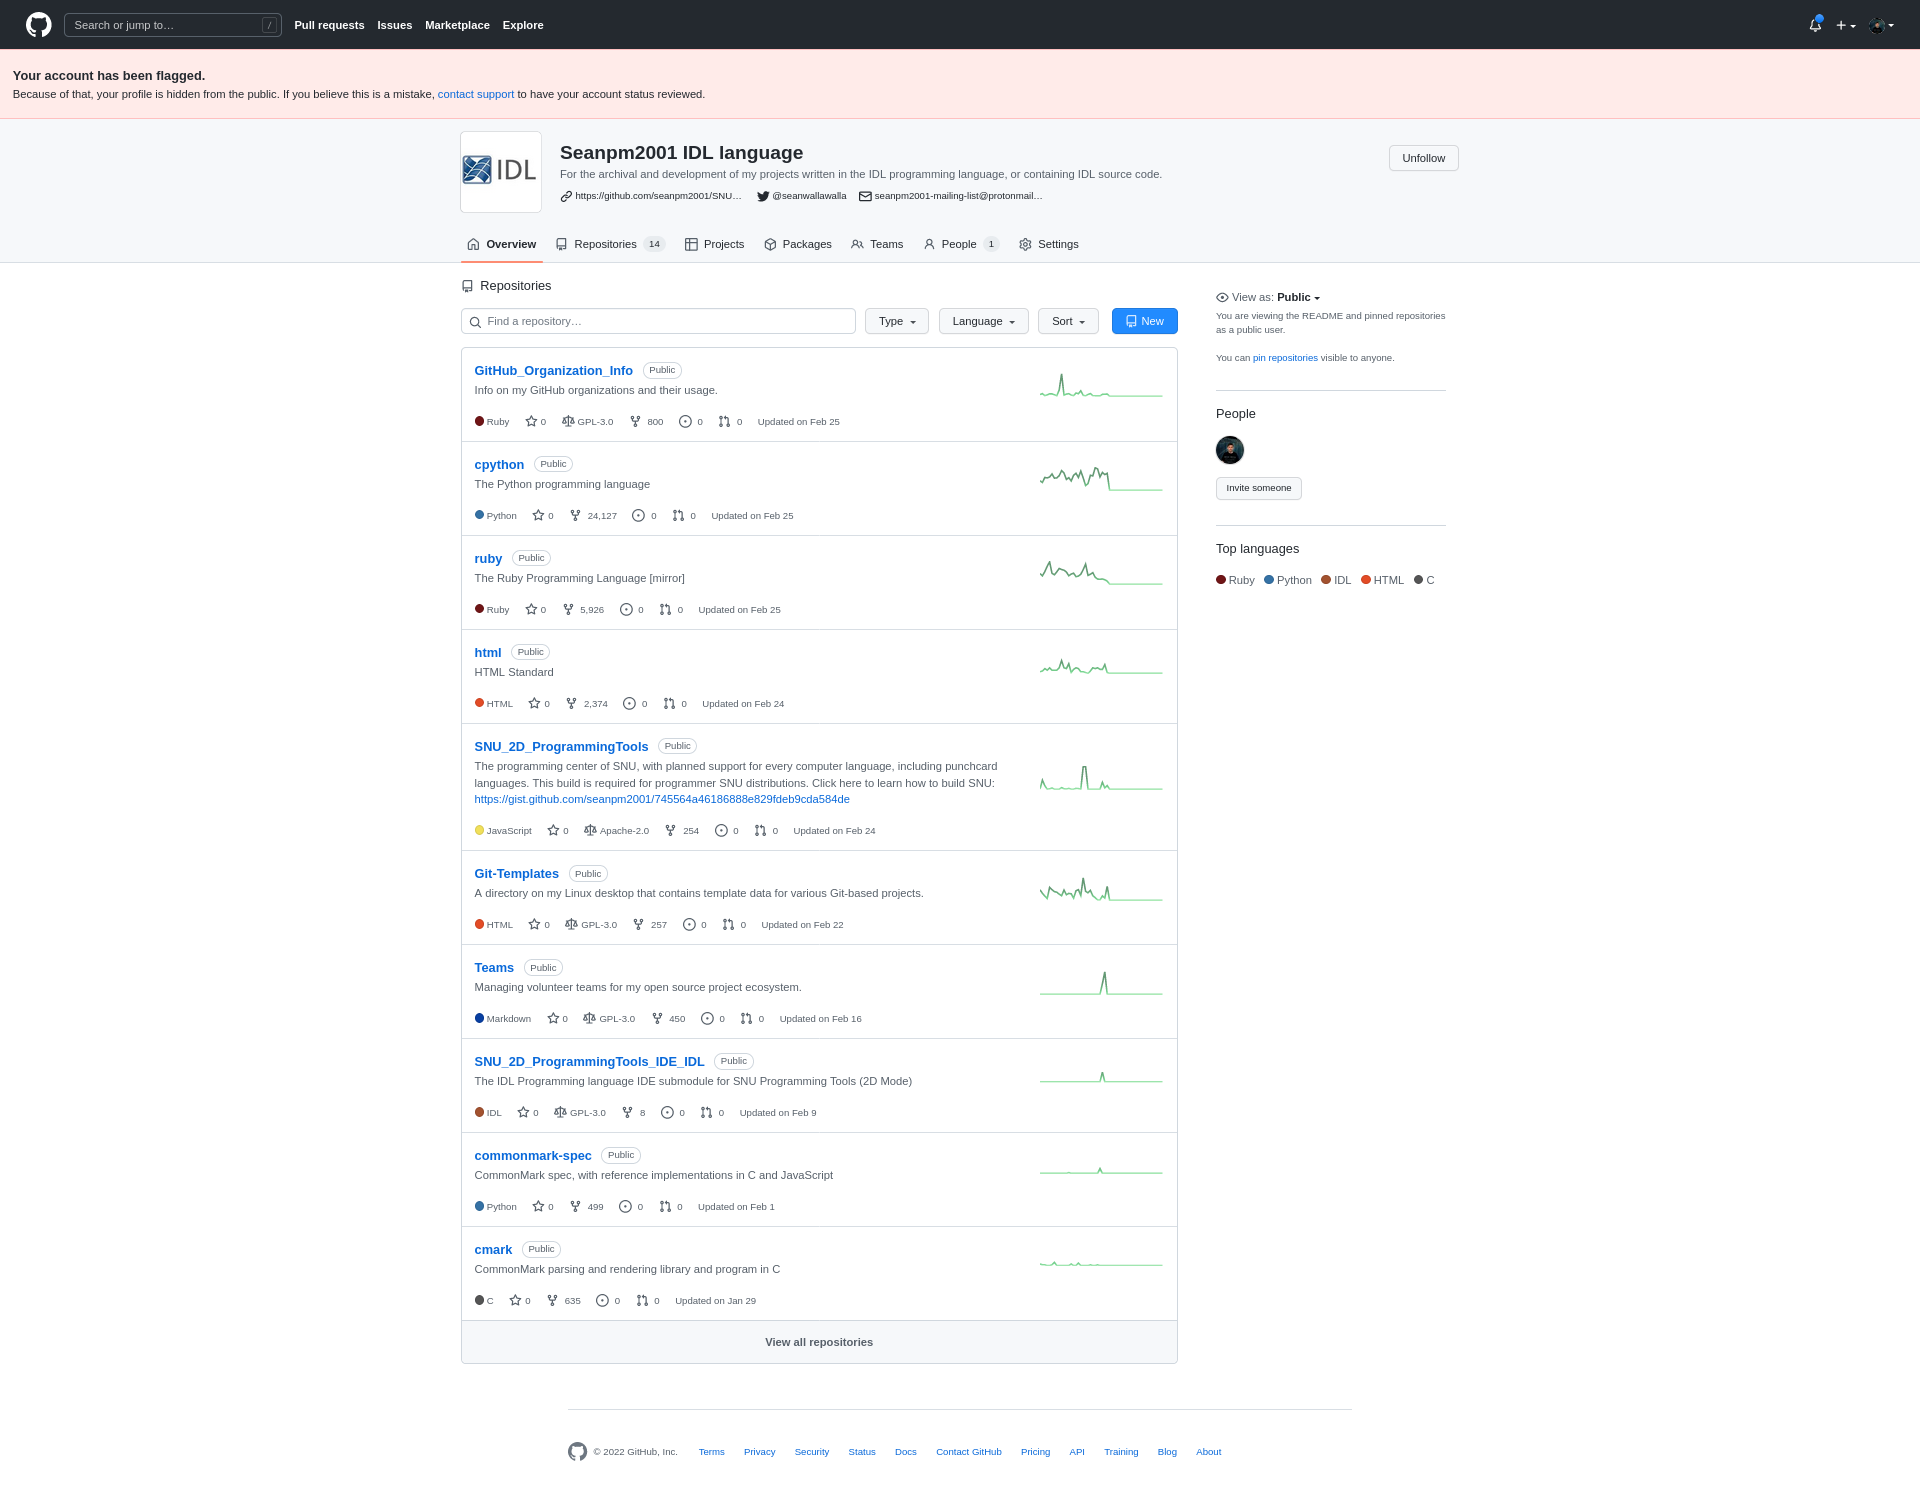 Search or jump to…
/
Pull requests Issues Marketplace Explore
Your account has been flagged.
Because of that, your profile is hidden from the public. If you believe this is a mistake, contact support to have your account status reviewed.
IDL
Seanpm2001 IDL language
Unfollow
For the archival and development of my projects written in the IDL programming language, or containing IDL source code.
https://github.com/seanpm2001/SNU… @seanwallawalla seanpm2001-mailing-list@protonmail…
Overview Repositories 14 Projects Packages Teams People 1 Settings
Repositories
Find a repository…
Type Language Sort New
GitHub_Organization_Info Public
Info on my GitHub organizations and their usage.
Ruby 0 GPL-3.0 800 0 0 Updated on Feb 25
cpython Public
The Python programming language
Python 0 24,127 0 0 Updated on Feb 25
ruby Public
The Ruby Programming Language [mirror]
Ruby 0 5,926 0 0 Updated on Feb 25
html Public
HTML Standard
HTML 0 2,374 0 0 Updated on Feb 24
SNU_2D_ProgrammingTools Public
The programming center of SNU, with planned support for every computer language, including punchcard
languages. This build is required for programmer SNU distributions. Click here to learn how to build SNU:
https://gist.github.com/seanpm2001/745564a46186888e829fdeb9cda584de
JavaScript 0 Apache-2.0 254 0 0 Updated on Feb 24
Git-Templates Public
A directory on my Linux desktop that contains template data for various Git-based projects.
HTML 0 GPL-3.0 257 0 0 Updated on Feb 22
Teams Public
Managing volunteer teams for my open source project ecosystem.
Markdown 0 GPL-3.0 450 0 0 Updated on Feb 16
SNU_2D_ProgrammingTools_IDE_IDL Public
The IDL Programming language IDE submodule for SNU Programming Tools (2D Mode)
IDL 0 GPL-3.0 8 0 0 Updated on Feb 9
commonmark-spec Public
CommonMark spec, with reference implementations in C and JavaScript
Python 0 499 0 0 Updated on Feb 1
cmark Public
CommonMark parsing and rendering library and program in C
C 0 635 0 0 Updated on Jan 29
View all repositories
View as: Public
You are viewing the README and pinned repositories
as a public user.
You can pin repositories visible to anyone.
People
Invite someone
Top languages
Ruby Python IDL HTML C
© 2022 GitHub, Inc. Terms Privacy Security Status Docs Contact GitHub Pricing API Training Blog About